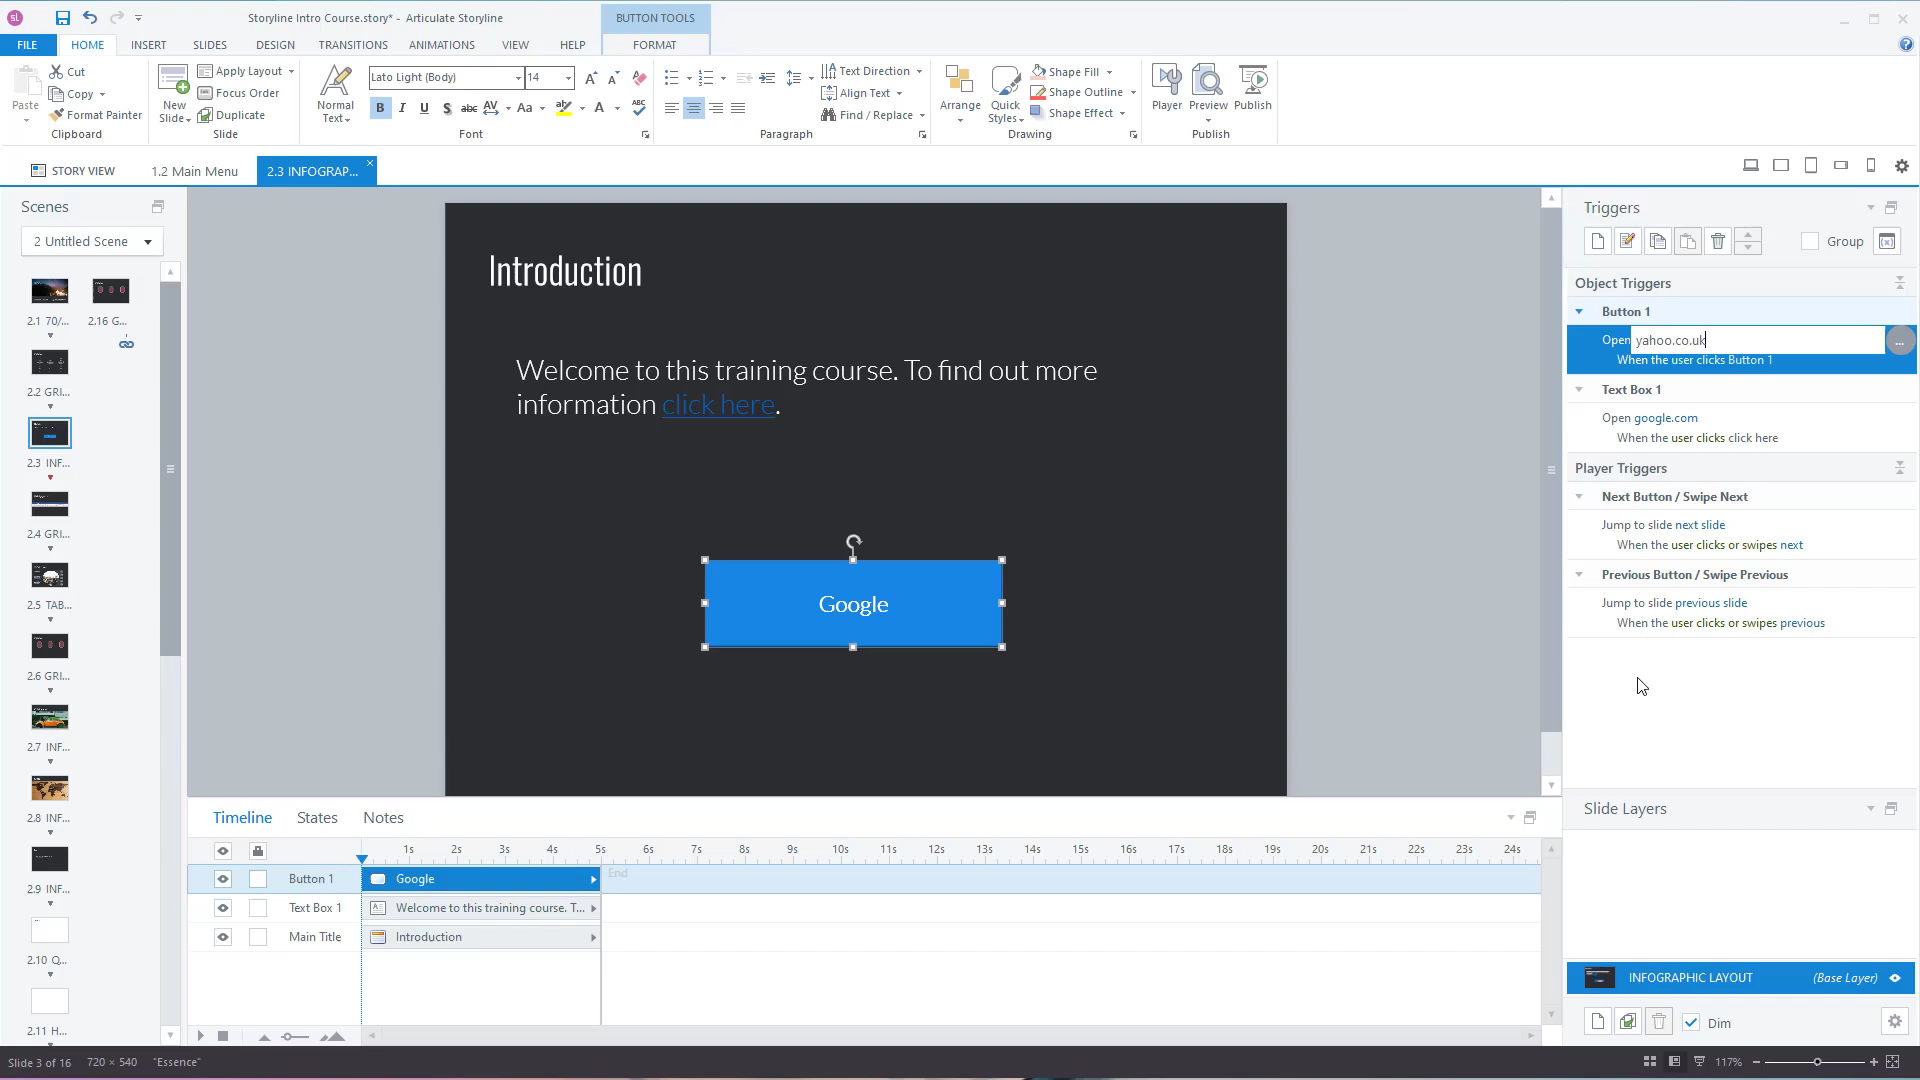 Storyline Intro Course.story* - Articulate Storyline
BUTTON TOOLS
FILE
HOME
INSERT
SLIDES
DESIGN
TRANSITIONS
ANIMATIONS
VIEW
HELP
FORMAT
Paste
Cut
Copy
Format Painter
Clipboard
New
Slide
Apply Layout
Focus Order
Duplicate
Slide
Normal
Text
Lato Light (Body)
14
B I U S abc AV Aa A ABC
Font
Text Direction
Align Text
Find / Replace
Paragraph
Arrange
Quick
Styles
Shape Fill
Shape Outline
Shape Effect
Drawing
Player
Preview
Publish
Publish
STORY VIEW
1.2 Main Menu
2.3 INFOGRAP...
Scenes
2 Untitled Scene
2.1 70/...
2.16 G...
2.2 GRI...
2.3 INF...
2.4 GRI...
2.5 TAB...
2.6 GRI...
2.7 INF...
2.8 INF...
2.9 INF...
2.10 Q...
2.11 H...
Introduction
Welcome to this training course. To find out more
information click here.
Google
Triggers
Group
Object Triggers
Button 1
Open yahoo.co.uk
...
When the user clicks Button 1
Text Box 1
Open google.com
When the user clicks click here
Player Triggers
Next Button / Swipe Next
Jump to slide next slide
When the user clicks or swipes next
Previous Button / Swipe Previous
Jump to slide previous slide
When the user clicks or swipes previous
Timeline
States
Notes
1s 2s 3s 4s 5s 6s 7s 8s 9s 10s 11s 12s 13s 14s 15s 16s 17s 18s 19s 20s 21s 22s 23s 24s
Button 1
Google
End
Text Box 1
Welcome to this training course. T...
Main Title
Introduction
Slide Layers
INFOGRAPHIC LAYOUT
(Base Layer)
Dim
Slide 3 of 16
720 × 540
"Essence"
117%